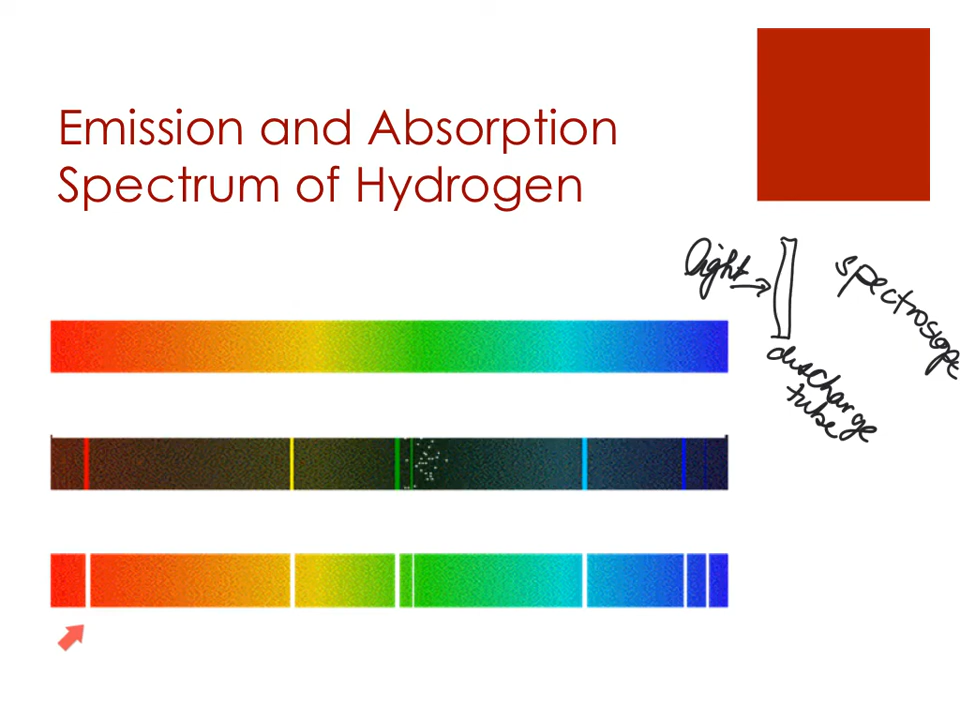 Emission and Absorption
Spectrum of Hydrogen
light
spectroscope
discharge
tube